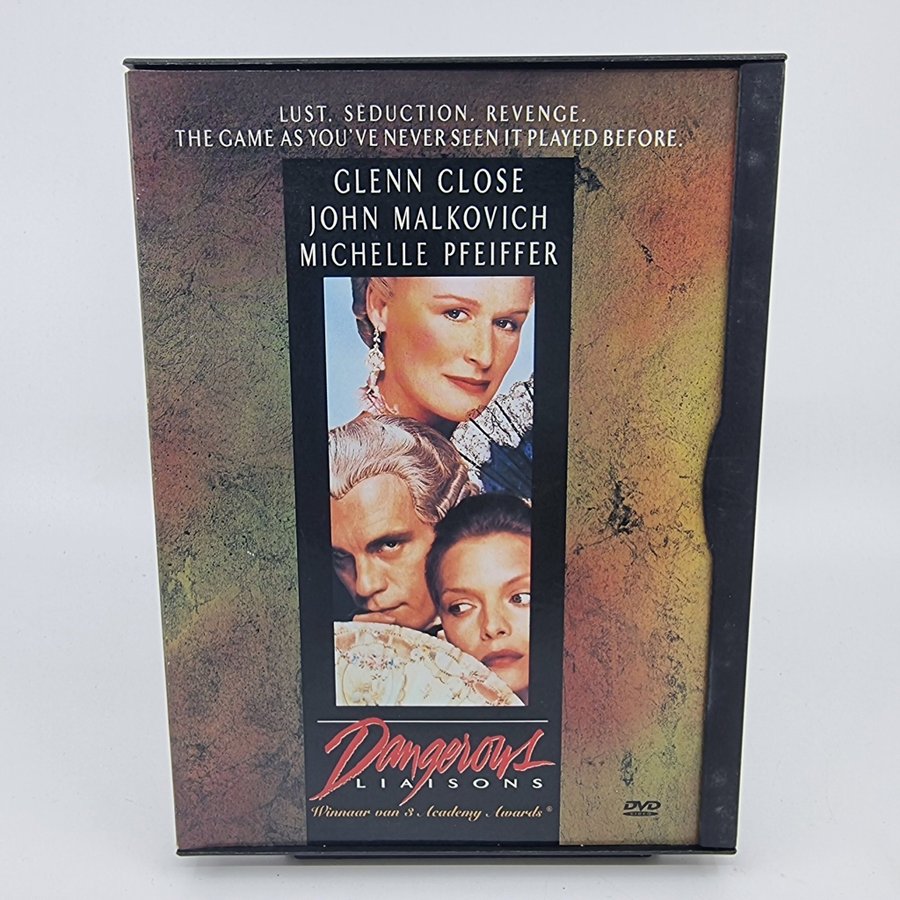 LUST. SEDUCTION. REVENGE.
THE GAME AS YOU'VE NEVER SEEN IT PLAYED BEFORE.
GLENN CLOSE
JOHN MALKOVICH
MICHELLE PFEIFFER
Dangerous
LIAISONS
Winnaar van 3 Academy Awards®
DVD
VIDEO